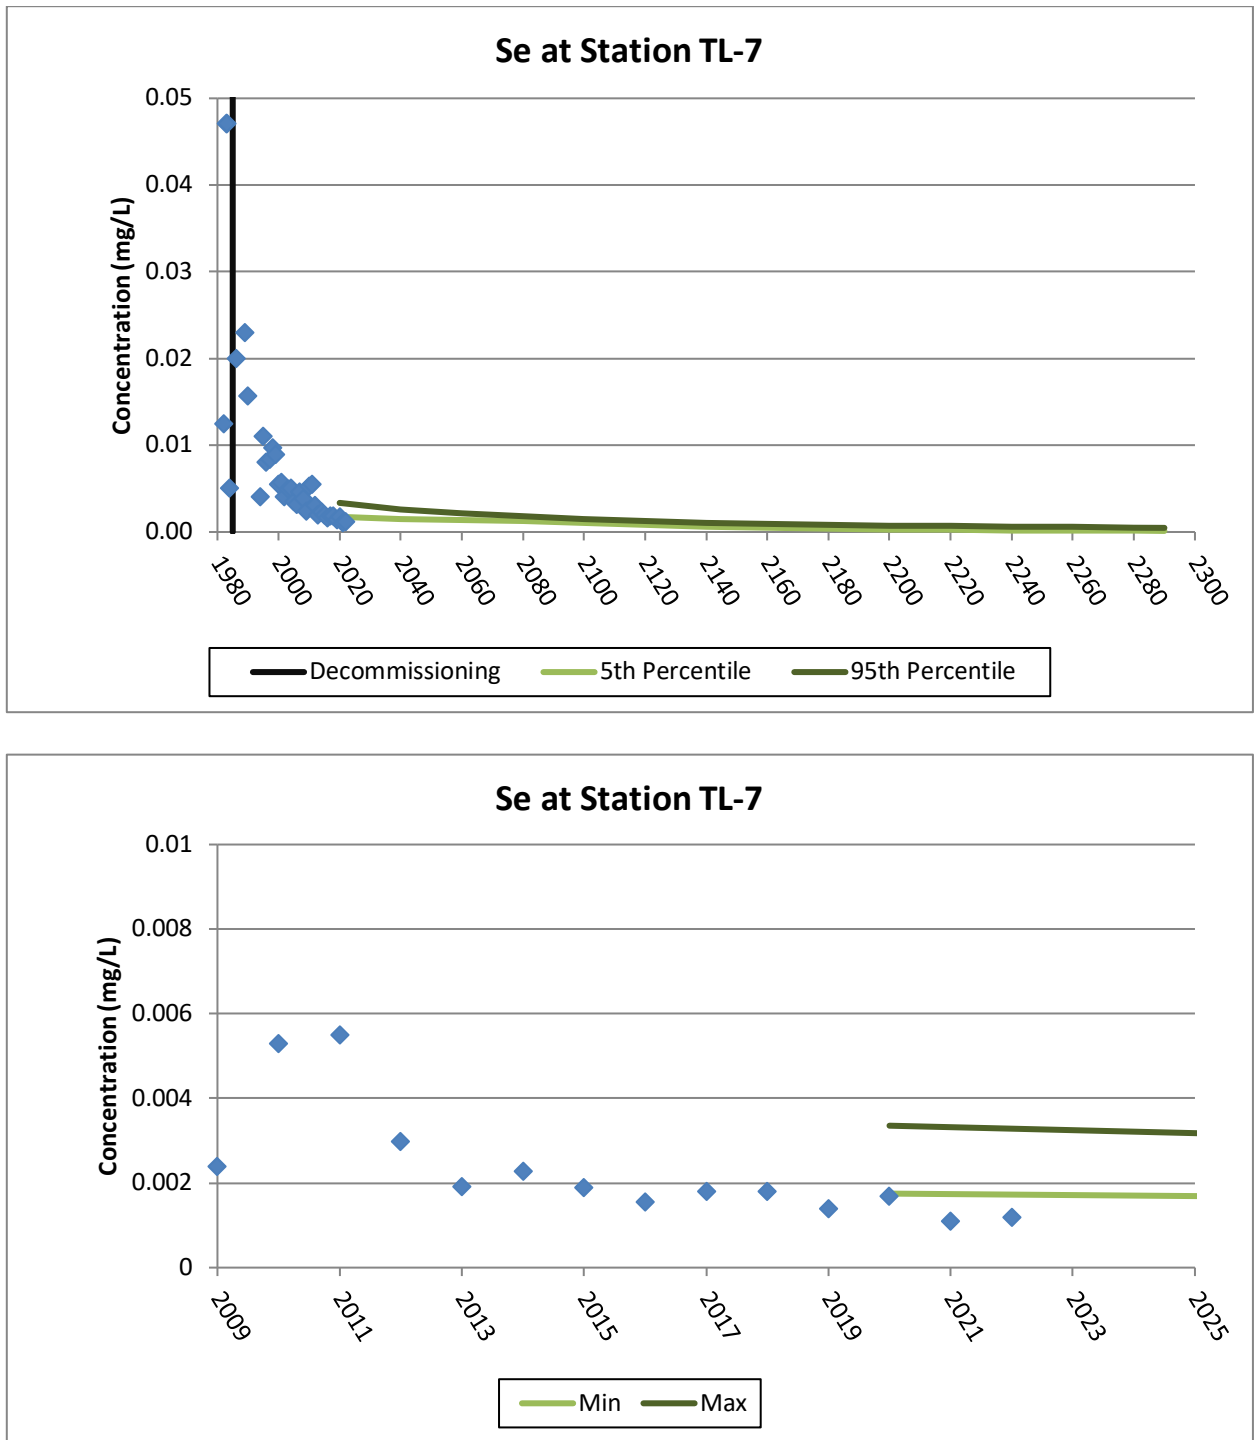 Se at Station TL-7
Concentration (mg/L)
0.05
0.04
0.03
0.02
0.01
0.00
1980 2000 2020 2040 2060 2080 2100 2120 2140 2160 2180 2200 2220 2240 2260 2280 2300
Decommissioning 5th Percentile 95th Percentile
Se at Station TL-7
Concentration (mg/L)
0.01
0.008
0.006
0.004
0.002
0
2009 2011 2013 2015 2017 2019 2021 2023 2025
Min Max